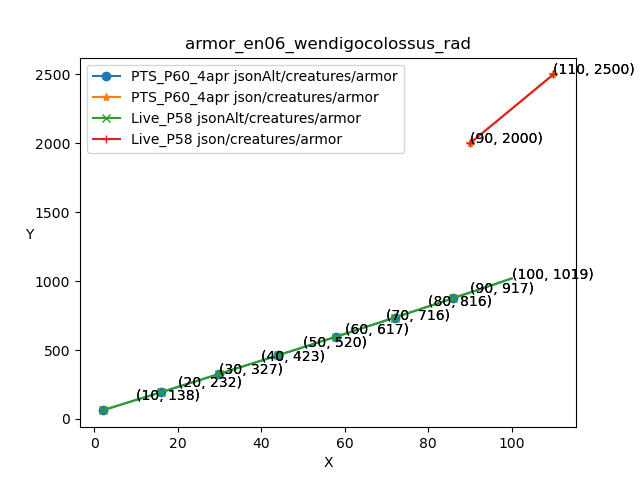 armor_en06_wendigocolossus_rad
PTS_P60_4apr jsonAlt/creatures/armor
PTS_P60_4apr json/creatures/armor
Live_P58 jsonAlt/creatures/armor
Live_P58 json/creatures/armor
(110, 2500)
(90, 2000)
(100, 1019)
(90, 917)
(80, 816)
(70, 716)
(60, 617)
(50, 520)
(40, 423)
(30, 327)
(20, 232)
(10, 138)
2500
2000
1500
1000
500
0
Y
0 20 40 60 80 100
X